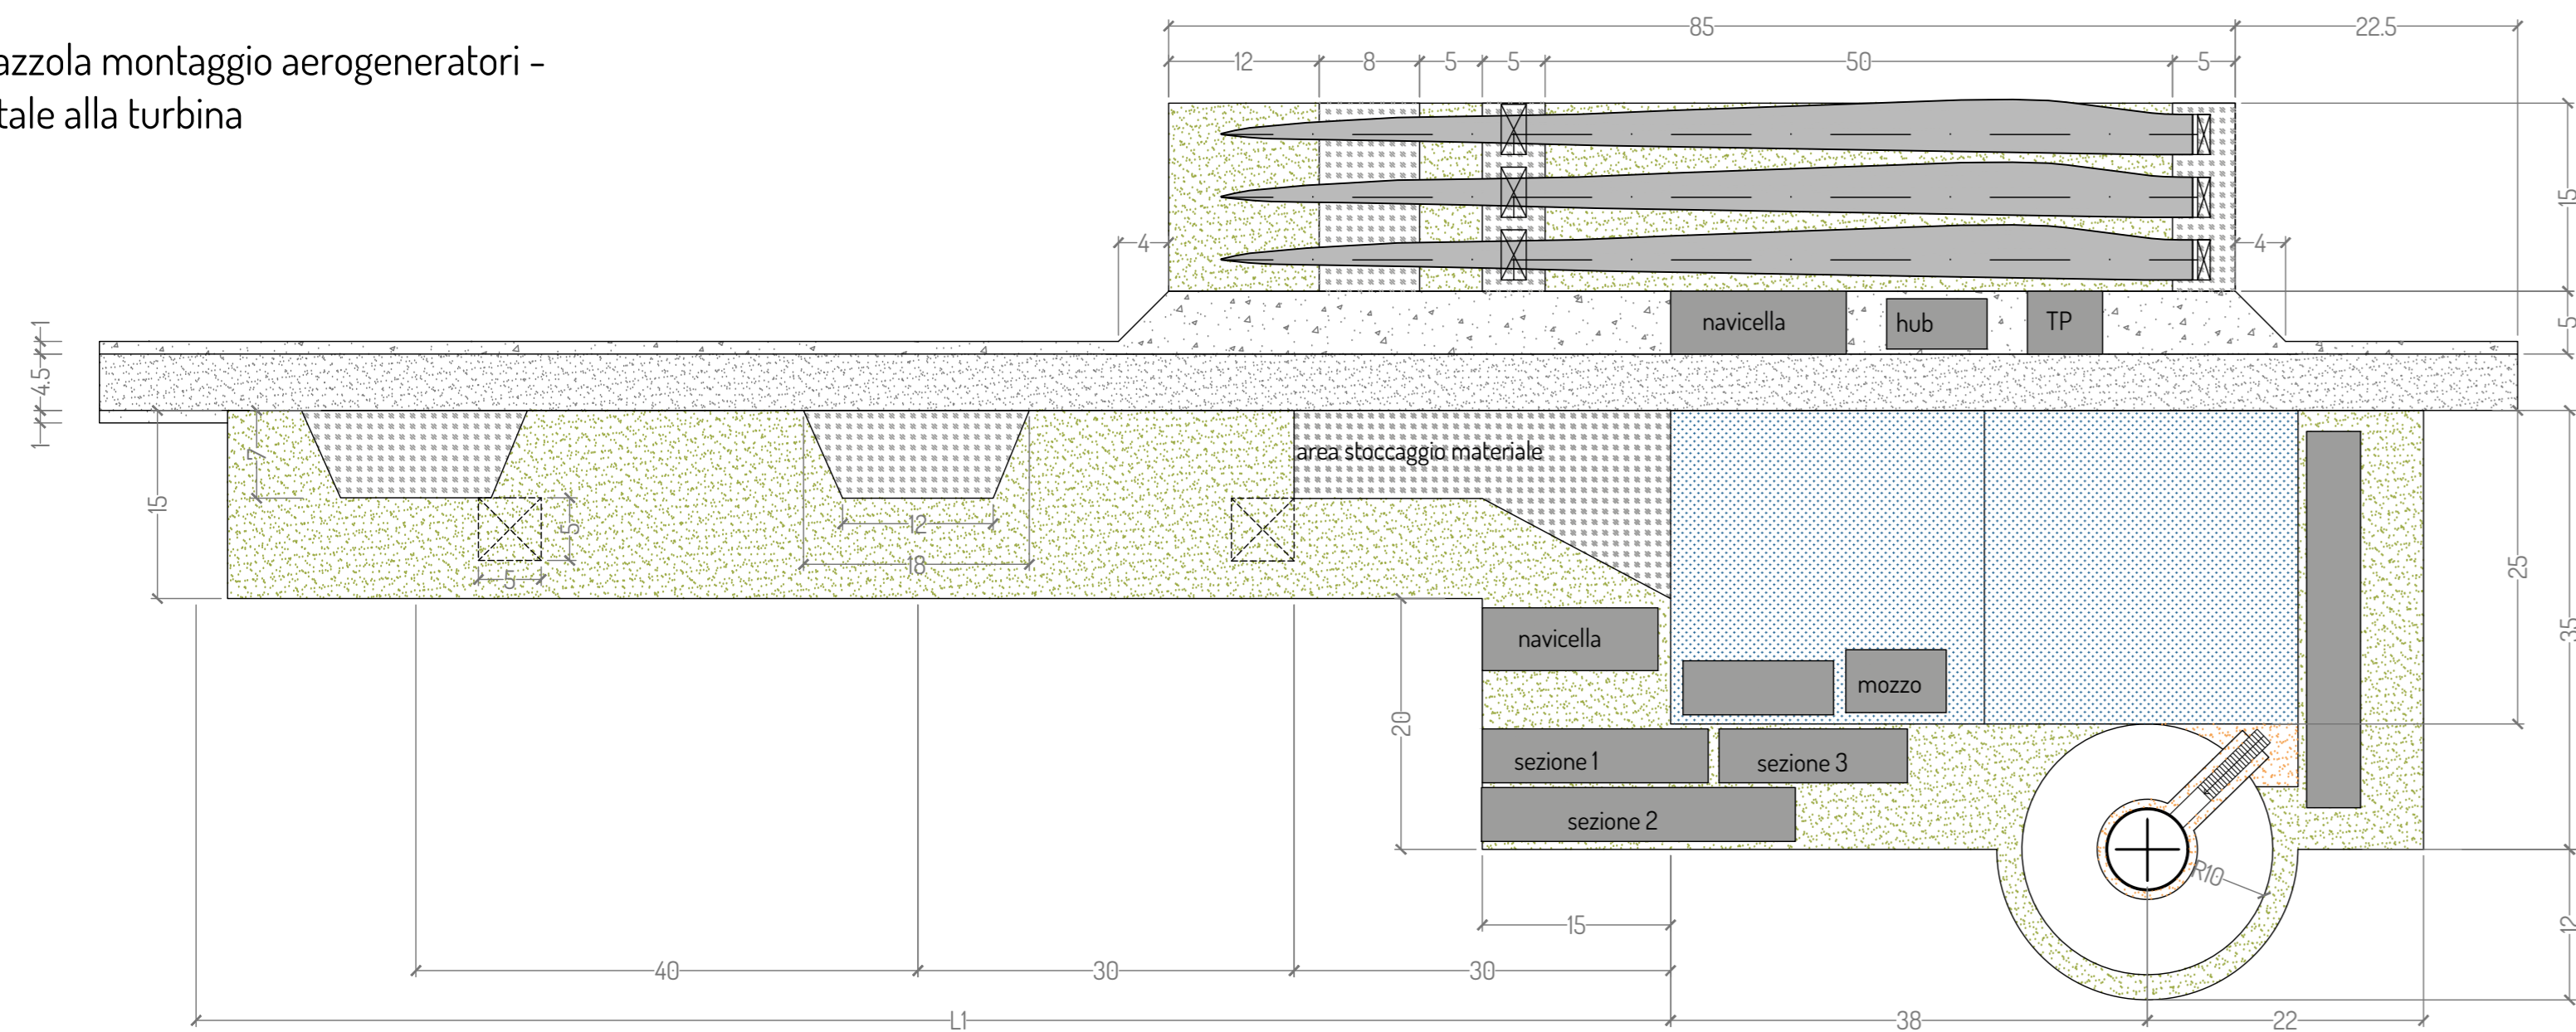 azzola montaggio aerogeneratori -
tale alla turbina
85
22.5
12
8
5
5
50
5
15
4
4
navicella
hub
TP
5
1
4.5
1
15
7
area stoccaggio materiale
12
18
5
5
25
35
20
navicella
mozzo
sezione 1
sezione 3
sezione 2
R10
12
15
40
30
30
L1
38
22